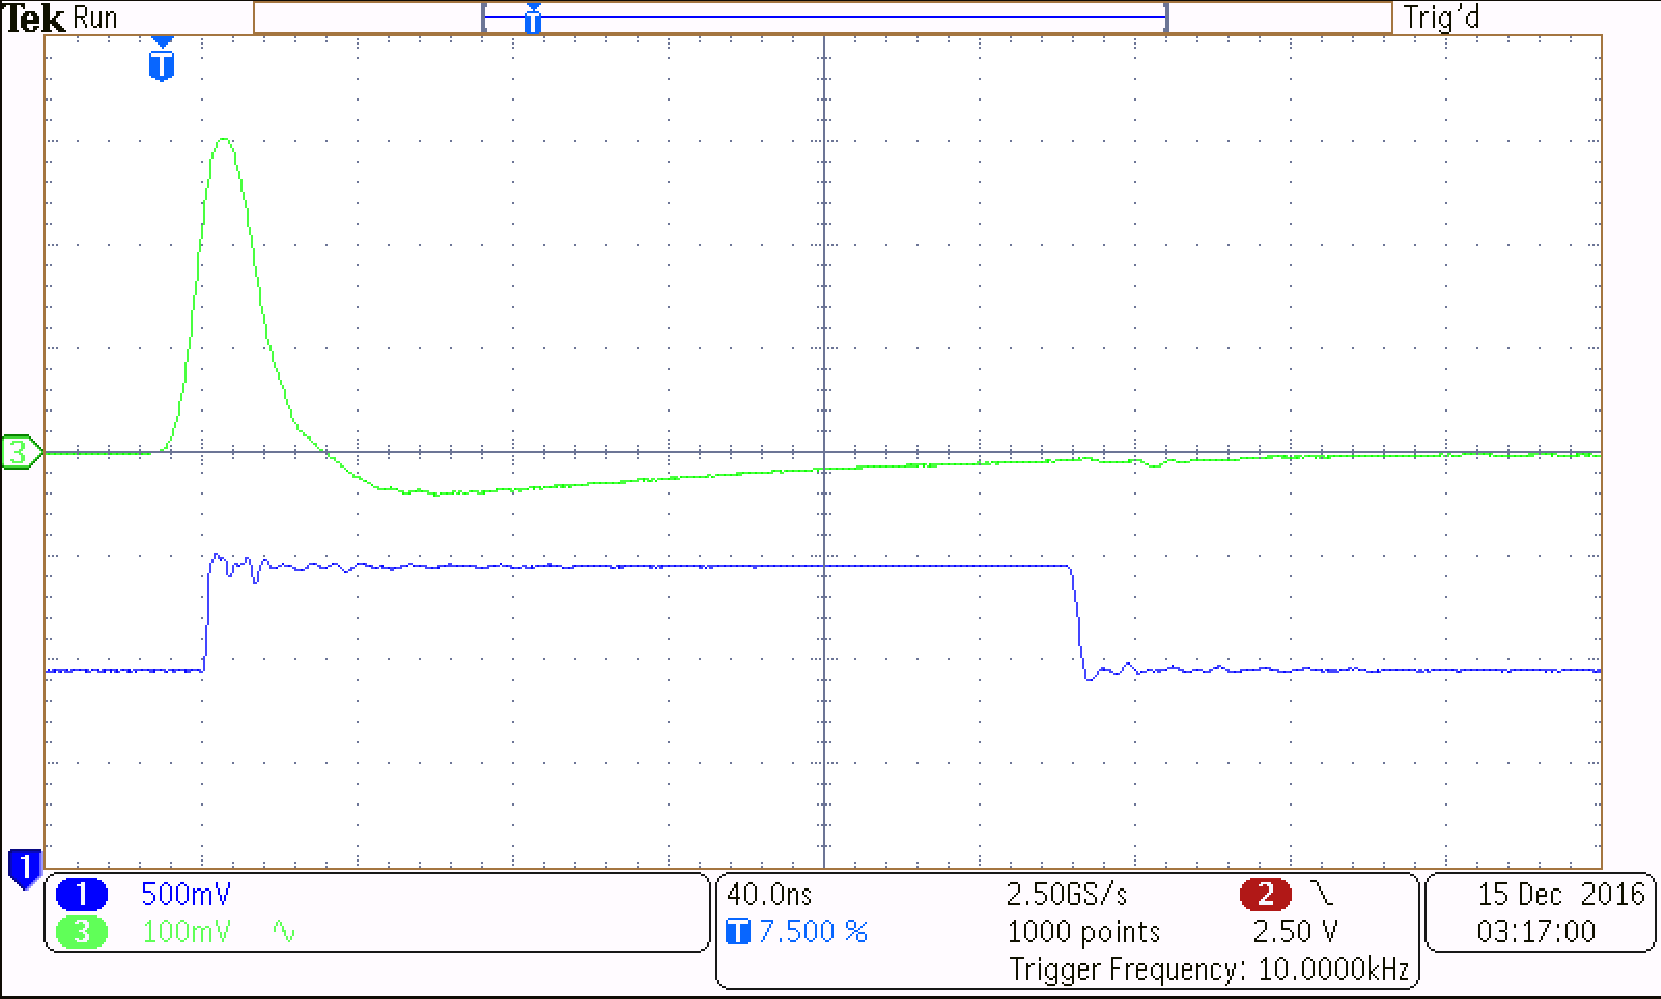 Tek Run Trig'd
T
T
3
1
1 500mV 40.0ns 2.50GS/s 2 15 Dec 2016
3 100mV T 7.500 % 1000 points 2.50 V 03:17:00
Trigger Frequency: 10.0000kHz